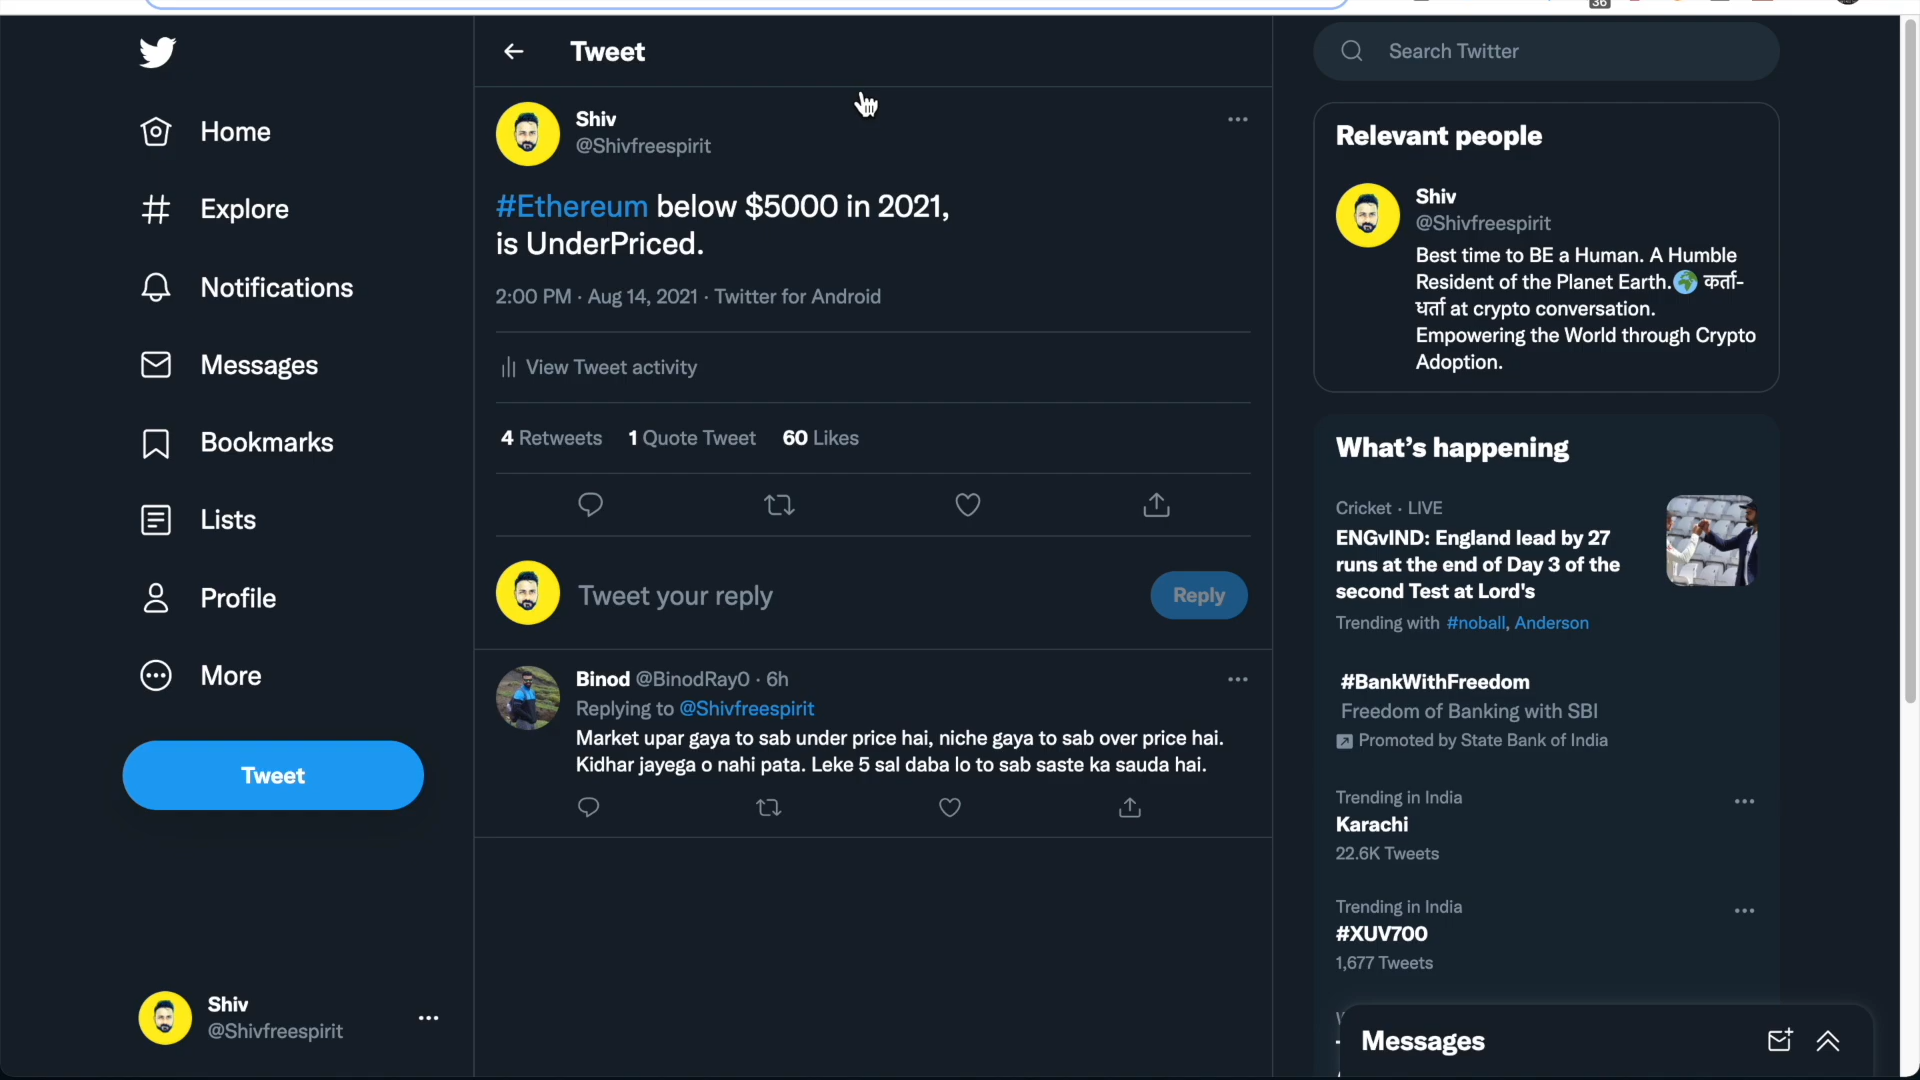 36
Home
Explore
Notifications
Messages
Bookmarks
Lists
Profile
More
Tweet
Shiv
@Shivfreespirit
Tweet
Shiv
@Shivfreespirit
#Ethereum below $5000 in 2021,
is UnderPriced.
2:00 PM · Aug 14, 2021 · Twitter for Android
View Tweet activity
4 Retweets 1 Quote Tweet 60 Likes
Tweet your reply
Reply
Binod @BinodRay0 · 6h
Replying to @Shivfreespirit
Market upar gaya to sab under price hai, niche gaya to sab over price hai.
Kidhar jayega o nahi pata. Leke 5 sal daba lo to sab saste ka sauda hai.
Search Twitter
Relevant people
Shiv
@Shivfreespirit
Best time to BE a Human. A Humble
Resident of the Planet Earth.🌍 कर्ता-
धर्ता at crypto conversation.
Empowering the World through Crypto
Adoption.
What's happening
Cricket · LIVE
ENGvIND: England lead by 27
runs at the end of Day 3 of the
second Test at Lord's
Trending with #noball, Anderson
#BankWithFreedom
Freedom of Banking with SBI
Promoted by State Bank of India
Trending in India
Karachi
22.6K Tweets
Trending in India
#XUV700
1,677 Tweets
Messages